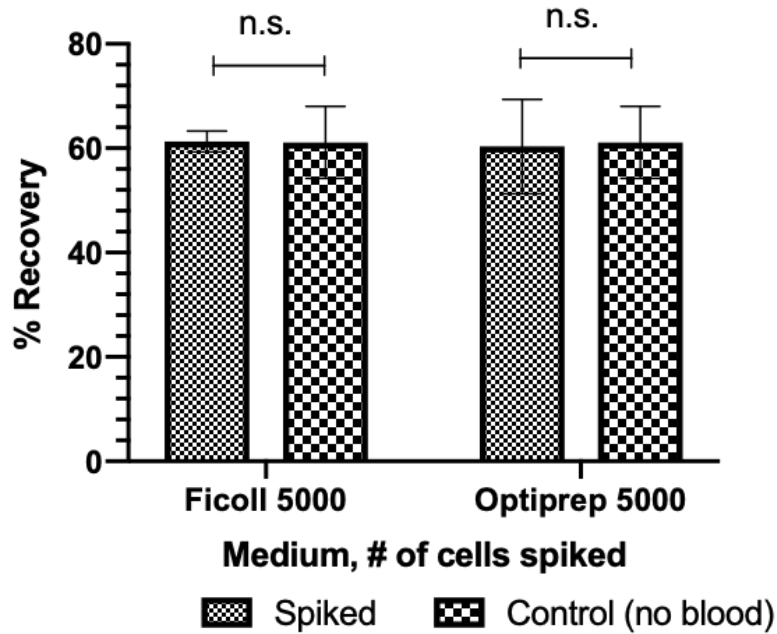 n.s.
n.s.
80
60
40
20
0
% Recovery
Ficoll 5000
Optiprep 5000
Medium, # of cells spiked
Spiked
Control (no blood)